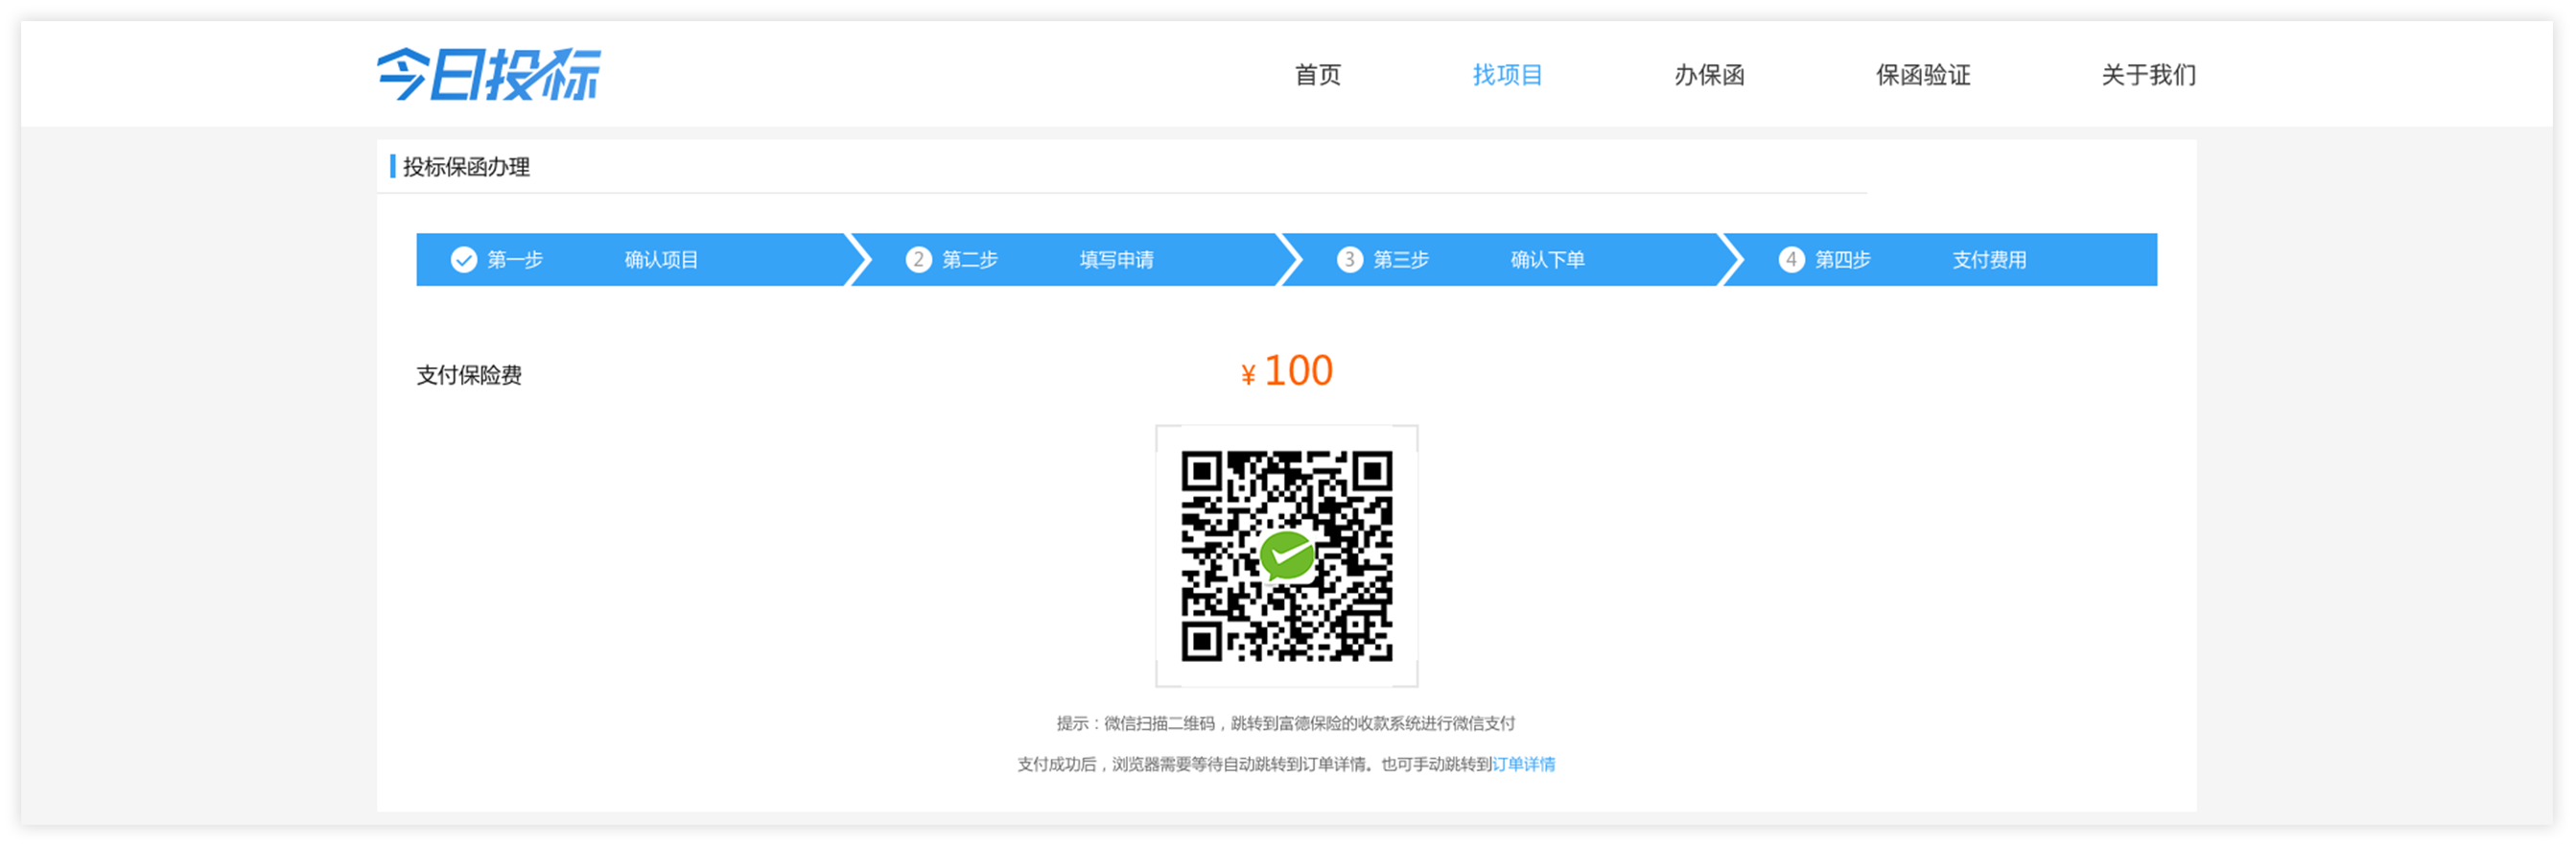 今日投标
首页 找项目 办保函 保函验证 关于我们
投标保函办理
第一步 确认项目 2 第二步 填写申请 3 第三步 确认下单 4 第四步 支付费用
支付保险费 ¥ 100
提示：微信扫描二维码，跳转到富德保险的收款系统进行微信支付
支付成功后，浏览器需要等待自动跳转到订单详情。也可手动跳转到订单详情